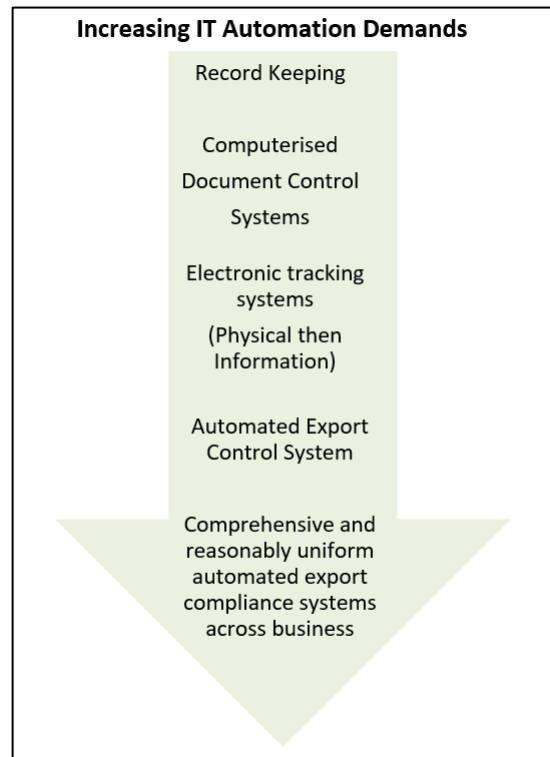 Increasing IT Automation Demands
Record Keeping
Computerised
Document Control
Systems
Electronic tracking
systems
(Physical then
Information)
Automated Export
Control System
Comprehensive and
reasonably uniform
automated export
compliance systems
across business